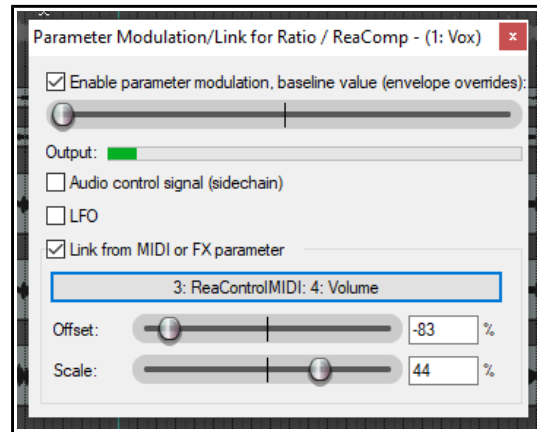 Parameter Modulation/Link for Ratio / ReaComp - (1: Vox) x
Enable parameter modulation, baseline value (envelope overrides):
Output:
Audio control signal (sidechain)
LFO
Link from MIDI or FX parameter
3: ReaControlMIDI: 4: Volume
Offset: -83 %
Scale: 44 %